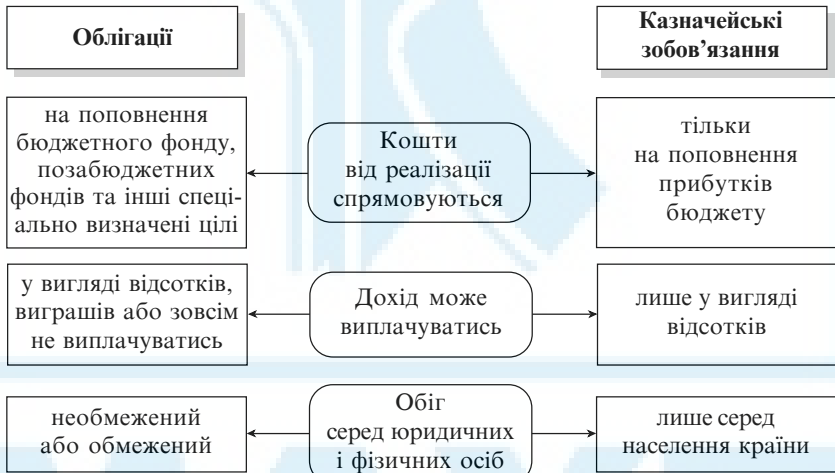 Облігації
Казначейські
зобов’язання
на поповнення
бюджетного фонду,
позабюджетних
фондів та інші спеці-
ально визначені цілі
Кошти
від реалізації
спрямовуються
тільки
на поповнення
прибутків
бюджету
у вигляді відсотків,
виграшів або зовсім
не виплачуватись
Дохід може
виплачуватись
лише у вигляді
відсотків
необмежений
або обмежений
Обіг
серед юридичних
і фізичних осіб
лише серед
населення країни